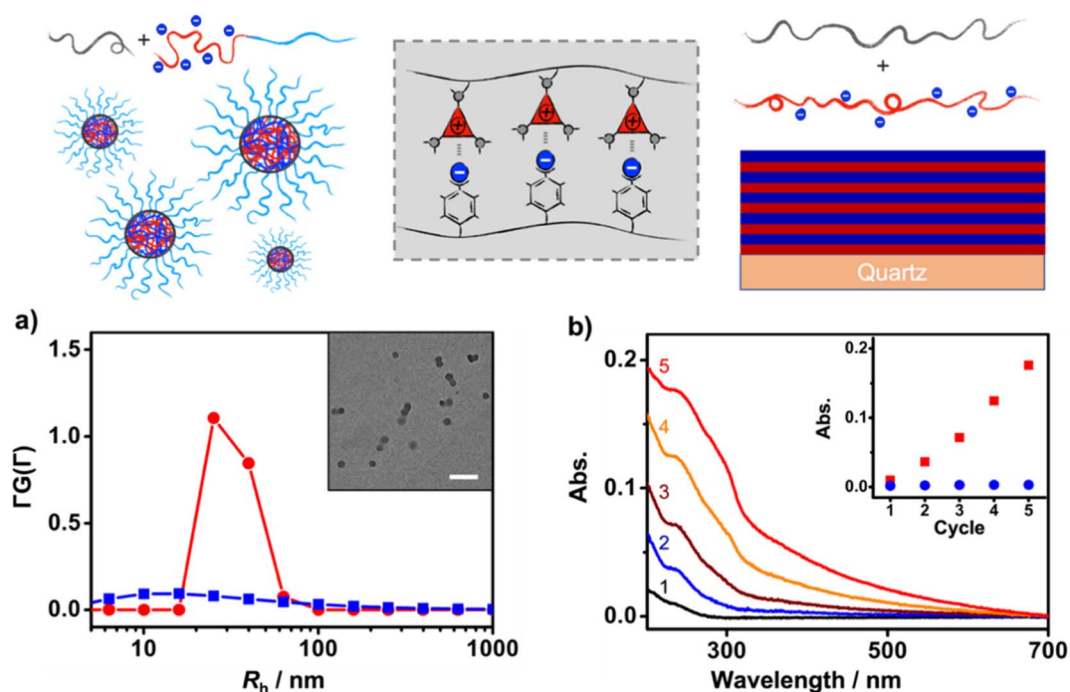 +
+
Quartz
a)
1.5
1.0
0.5
0.0
ΓG(Γ)
10
100
1000
Rh / nm
b)
0.2
0.1
0.0
Abs.
5
4
3
2
1
300
500
700
Wavelength / nm
0.2
0.1
0.0
Abs.
1 2 3 4 5
Cycle